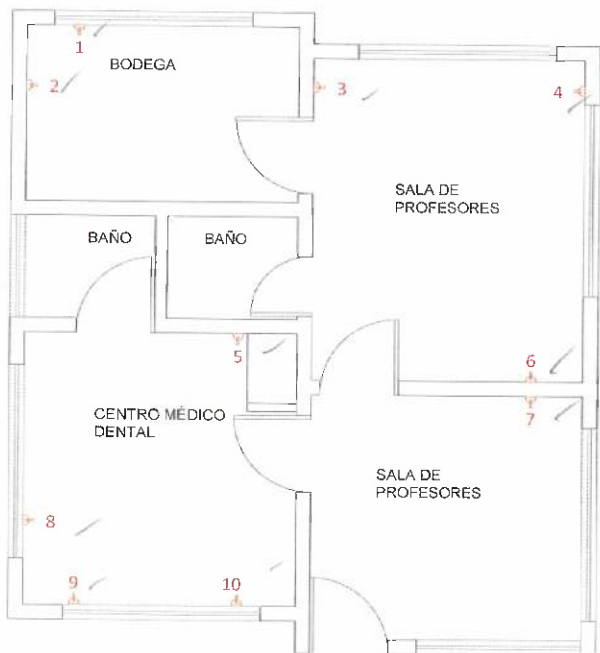 1
BODEGA
2
3
4
SALA DE
PROFESORES
BAÑO
BAÑO
5
6
7
CENTRO MÉDICO
DENTAL
SALA DE
PROFESORES
8
9
10